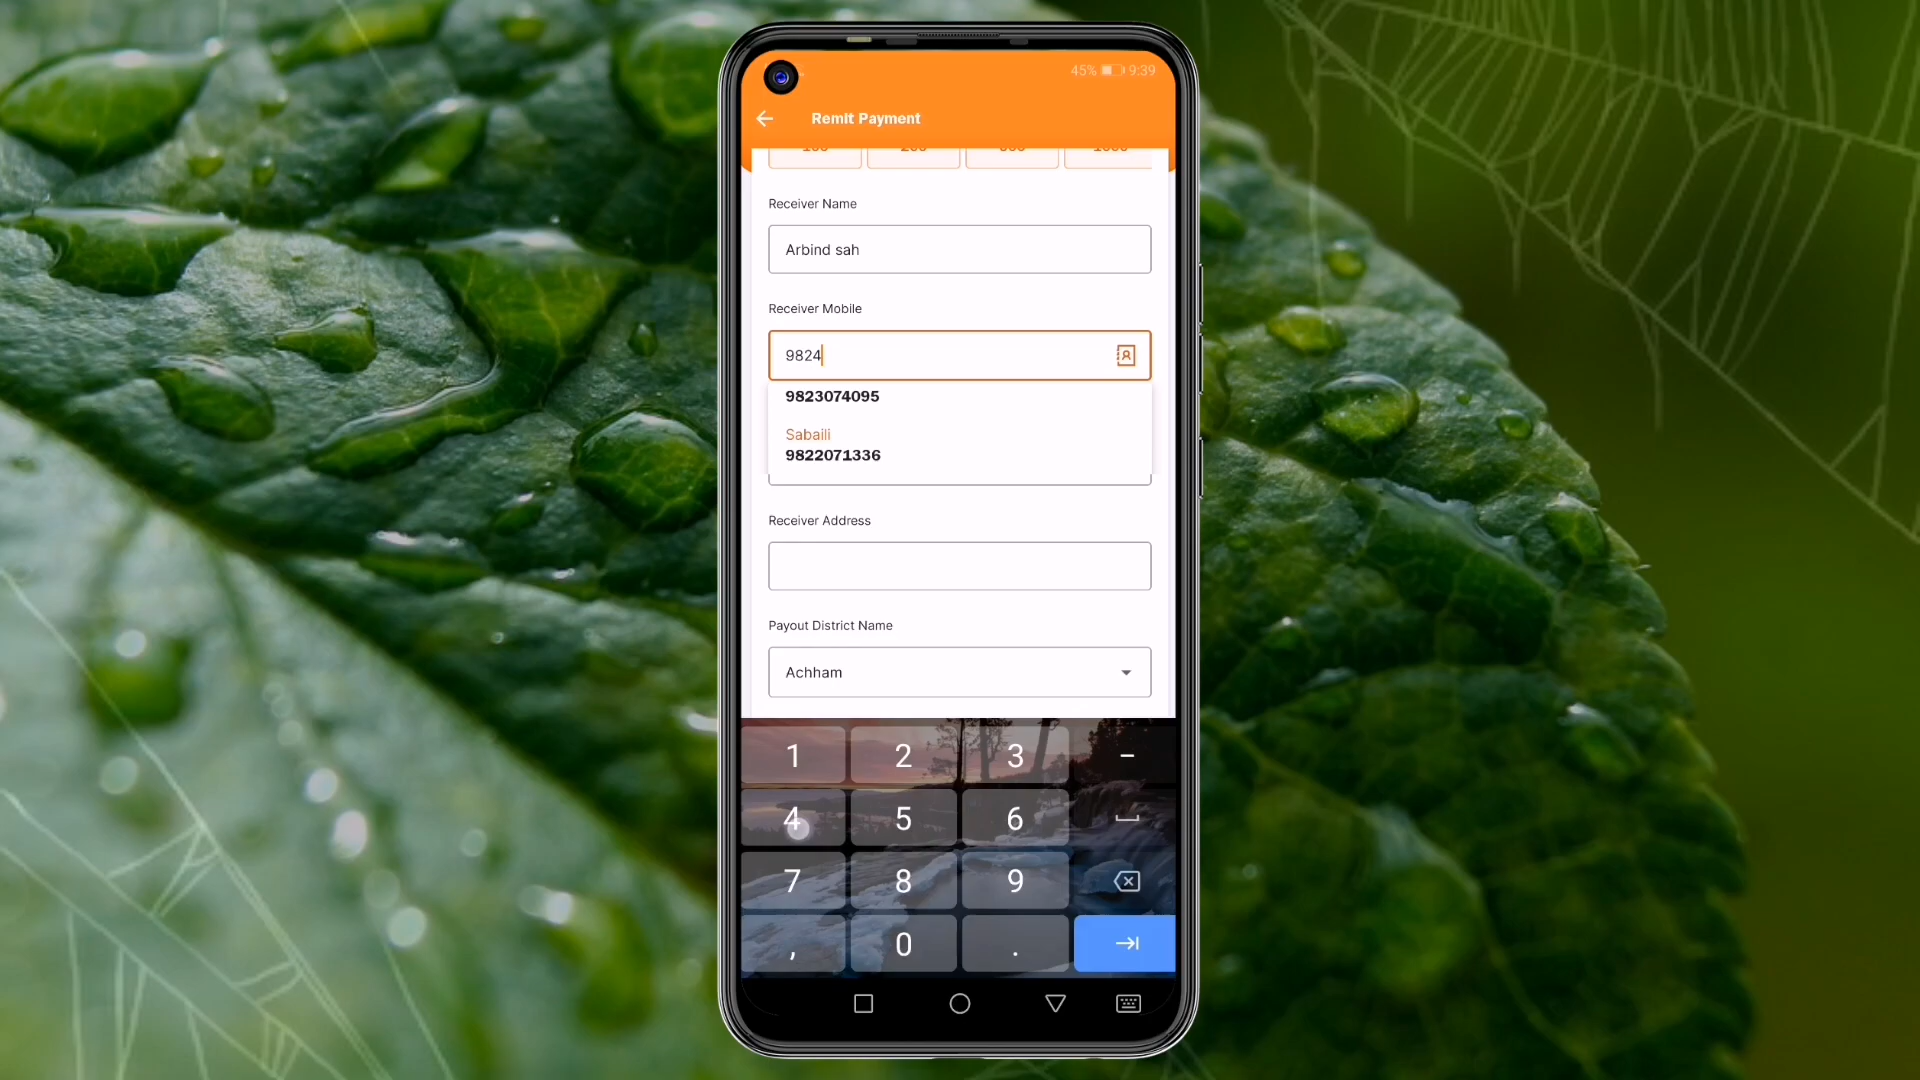 45% 9:39
Remit Payment
Receiver Name
Arbind sah
Receiver Mobile
9824
9823074095
Sabaili
9822071336
Receiver Address
Payout District Name
Achham
1 2 3 -
4 5 6
7 8 9
, 0 .